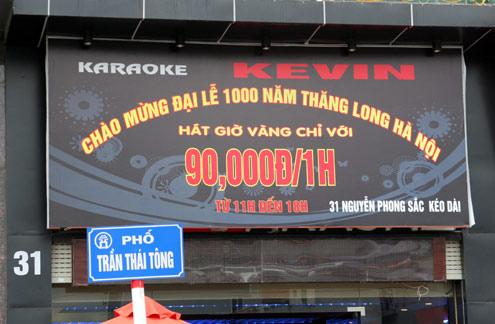 KARAOKE KEVIN
CHÀO MỪNG ĐẠI LỄ 1000 NĂM THĂNG LONG HÀ NỘI
HÁT GIỜ VÀNG CHỈ VỚI
90,000Đ/1H
TỪ 11H ĐẾN 18H
31 NGUYỄN PHONG SẮC KÉO DÀI
31
PHỐ
TRẦN THÁI TÔNG